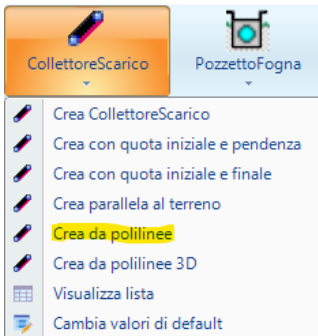 CollettoreScarico
PozzettoFogna
Crea CollettoreScarico
Crea con quota iniziale e pendenza
Crea con quota iniziale e finale
Crea parallela al terreno
Crea da polilinee
Crea da polilinee 3D
Visualizza lista
Cambia valori di default